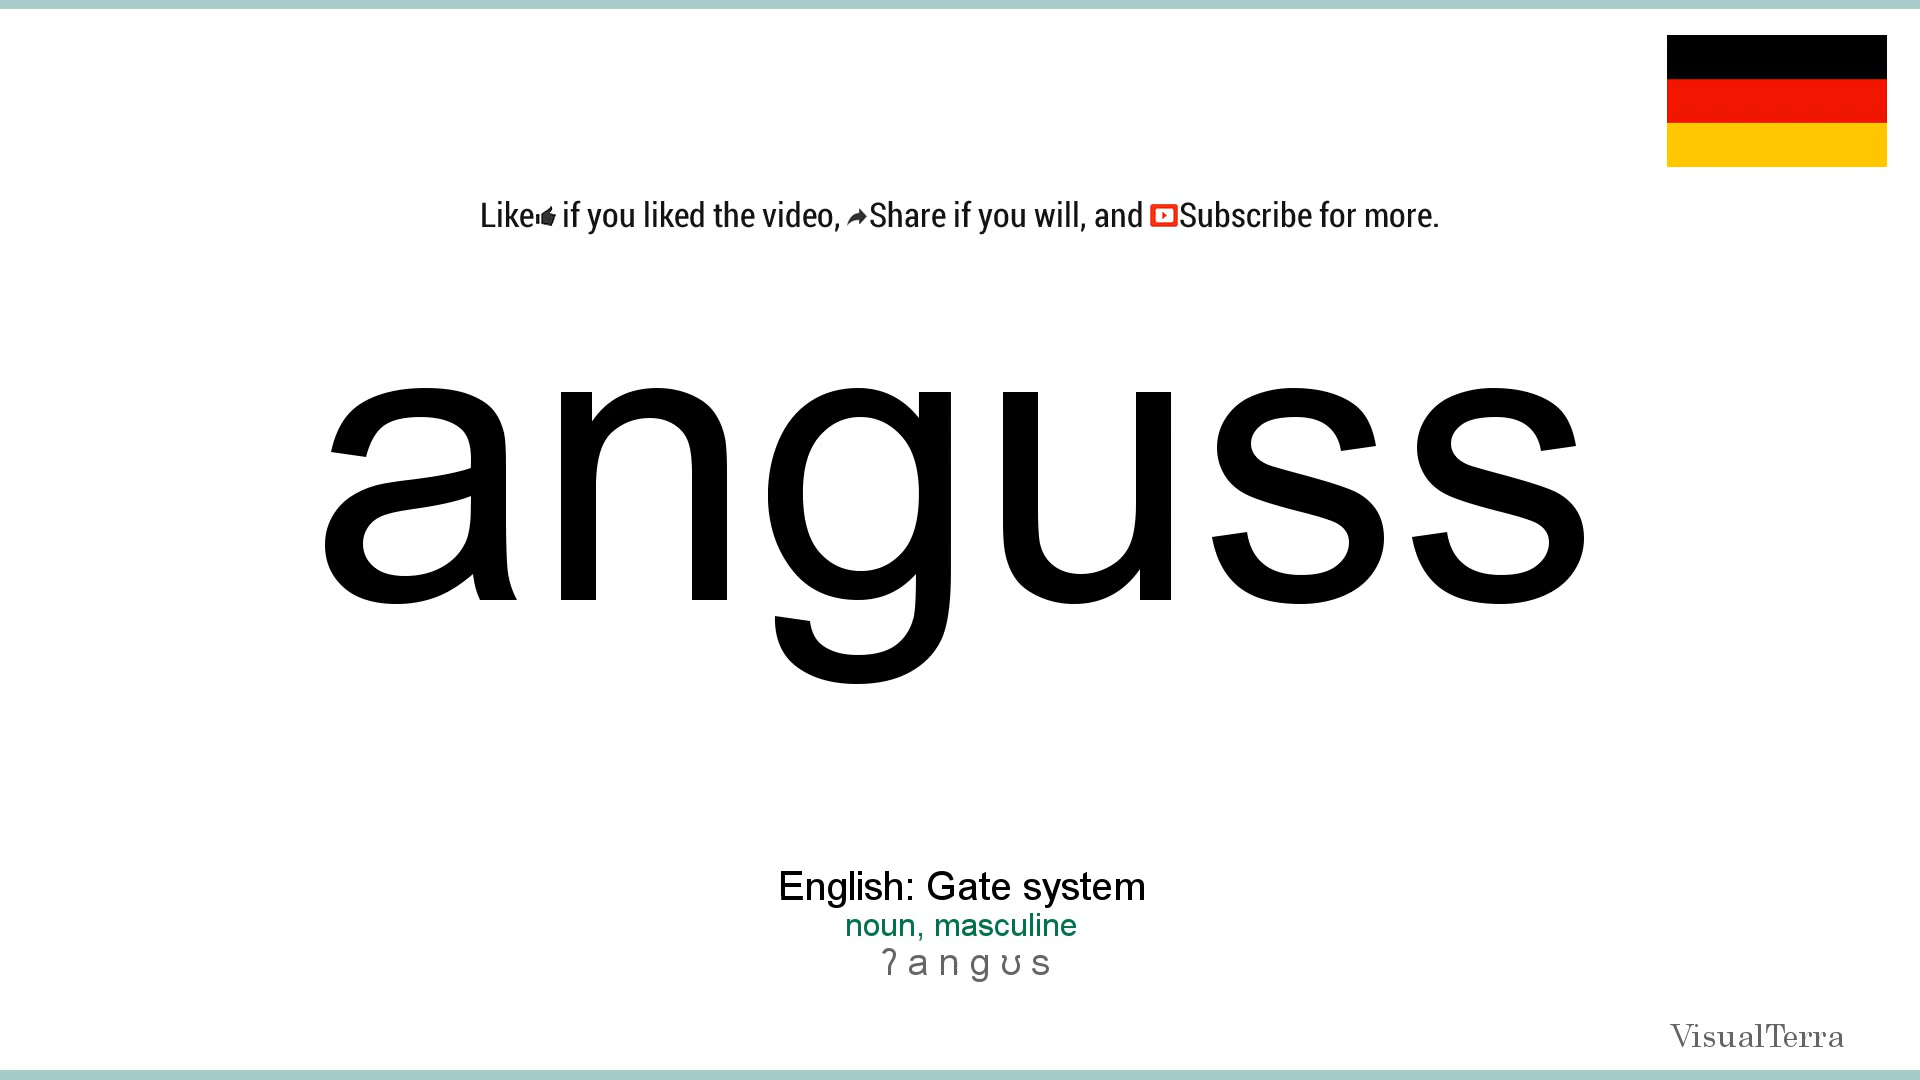 Like if you liked the video, Share if you will, and Subscribe for more.
anguss
English: Gate system
noun, masculine
ʔ a n g ʊ s
VisualTerra